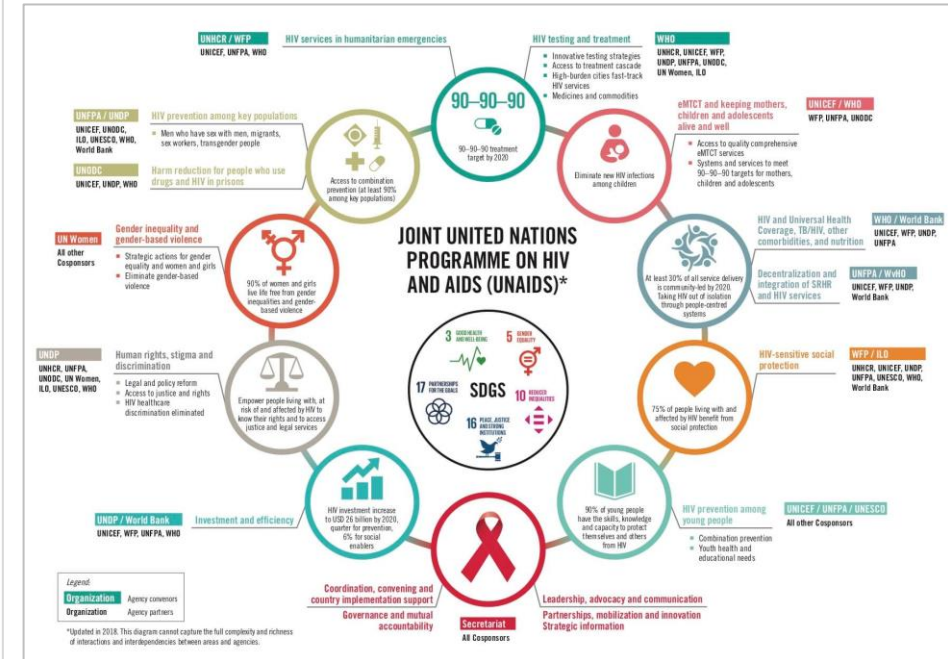 UNHCR / WFP
UNICEF, UNFPA, WHO
HIV services in humanitarian emergencies
HIV testing and treatment
Innovative testing strategies
Access to treatment cascade
High-burden cities fast-track
HIV services
Medicines and commodities
WHO
UNHCR, UNICEF, WFP,
UNDP, UNFPA, UNODC,
UN Women, ILO
90–90–90
90–90–90 treatment
target by 2020
UNFPA / UNDP
UNICEF, UNODC,
ILO, UNESCO, WHO,
World Bank
HIV prevention among key populations
Men who have sex with men, migrants,
sex workers, transgender people
UNODC
UNICEF, UNDP, WHO
Harm reduction for people who use
drugs and HIV in prisons
Access to combination
prevention (at least 90%
among key populations)
Eliminate new HIV infections
among children
eMTCT and keeping mothers,
children and adolescents
alive and well
Access to quality comprehensive
eMTCT services
Systems and services to meet
90–90–90 targets for mothers,
children and adolescents
UNICEF / WHO
WFP, UNFPA, UNODC
UN Women
All other
Cosponsors
Gender inequality and
gender-based violence
Strategic actions for gender
equality and women and girls
Eliminate gender-based
violence
90% of women and girls
live life free from gender
inequalities and gender-
based violence
JOINT UNITED NATIONS
PROGRAMME ON HIV
AND AIDS (UNAIDS)*
At least 30% of all service delivery
is community-led by 2020.
Taking HIV out of isolation
through people-centred
systems
HIV and Universal Health
Coverage, TB/HIV, other
comorbidities, and nutrition
WHO / World Bank
UNICEF, WFP, UNDP,
UNFPA
Decentralization and
integration of SRHR
and HIV services
UNFPA / WvHO
UNICEF, WFP, UNDP,
World Bank
UNDP
UNHCR, UNFPA,
UNODC, UN Women,
ILO, UNESCO, WHO
Human rights, stigma and
discrimination
Legal and policy reform
Access to justice and rights
HIV healthcare
discrimination eliminated
Empower people living with, at
risk of and affected by HIV to
know their rights and to access
justice and legal services
3 GOOD HEALTH
AND WELL-BEING
5 GENDER
EQUALITY
17 PARTNERSHIPS
FOR THE GOALS
SDGS
10 REDUCED
INEQUALITIES
16 PEACE, JUSTICE
AND STRONG
INSTITUTIONS
75% of people living with and
affected by HIV benefit from
social protection
HIV-sensitive social
protection
WFP / ILO
UNHCR, UNICEF, UNDP,
UNFPA, UNESCO, WHO,
World Bank
UNDP / World Bank
UNICEF, WFP, UNFPA, WHO
Investment and efficiency
HIV investment increase
to USD 26 billion by 2020,
quarter for prevention,
6% for social
enablers
90% of young people
have the skills, knowledge
and capacity to protect
themselves and others
from HIV
HIV prevention among
young people
Combination prevention
Youth health and
educational needs
UNICEF / UNFPA / UNESCO
All other Cosponsors
Coordination, convening and
country implementation support
Governance and mutual
accountability
Secretariat
All Cosponsors
Leadership, advocacy and communication
Partnerships, mobilization and innovation
Strategic information
Legend:
Organization Agency convenors
Organization Agency partners
*Updated in 2018. This diagram cannot capture the full complexity and richness
of interactions and interdependencies between areas and agencies.